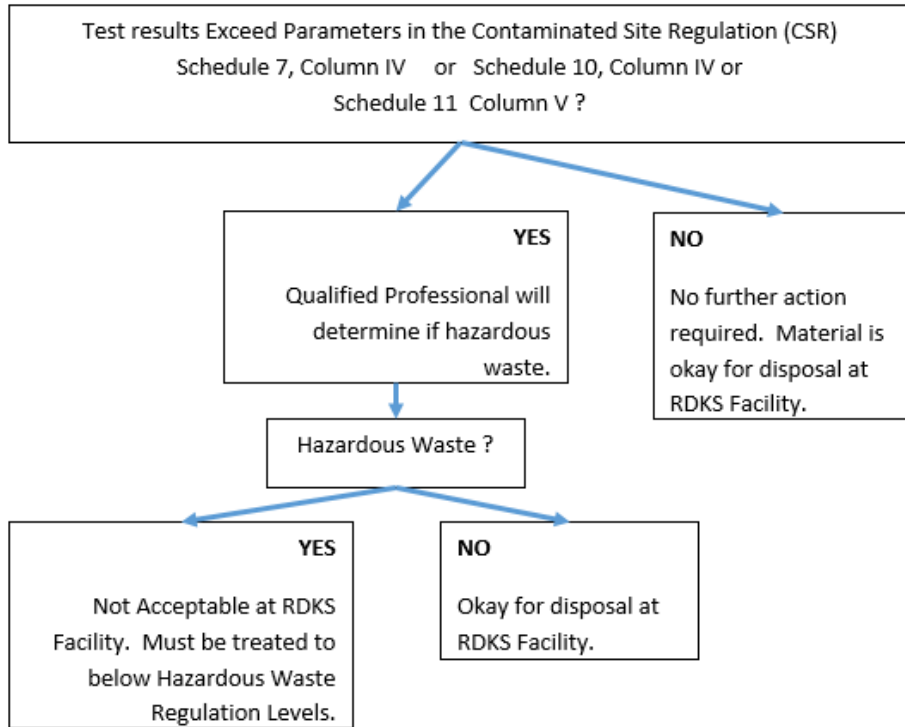 Test results Exceed Parameters in the Contaminated Site Regulation (CSR)
Schedule 7, Column IV or Schedule 10, Column IV or
Schedule 11 Column V ?
YES
Qualified Professional will
determine if hazardous
waste.
NO
No further action
required. Material is
okay for disposal at
RDKS Facility.
Hazardous Waste ?
YES
Not Acceptable at RDKS
Facility. Must be treated to
below Hazardous Waste
Regulation Levels.
NO
Okay for disposal at
RDKS Facility.